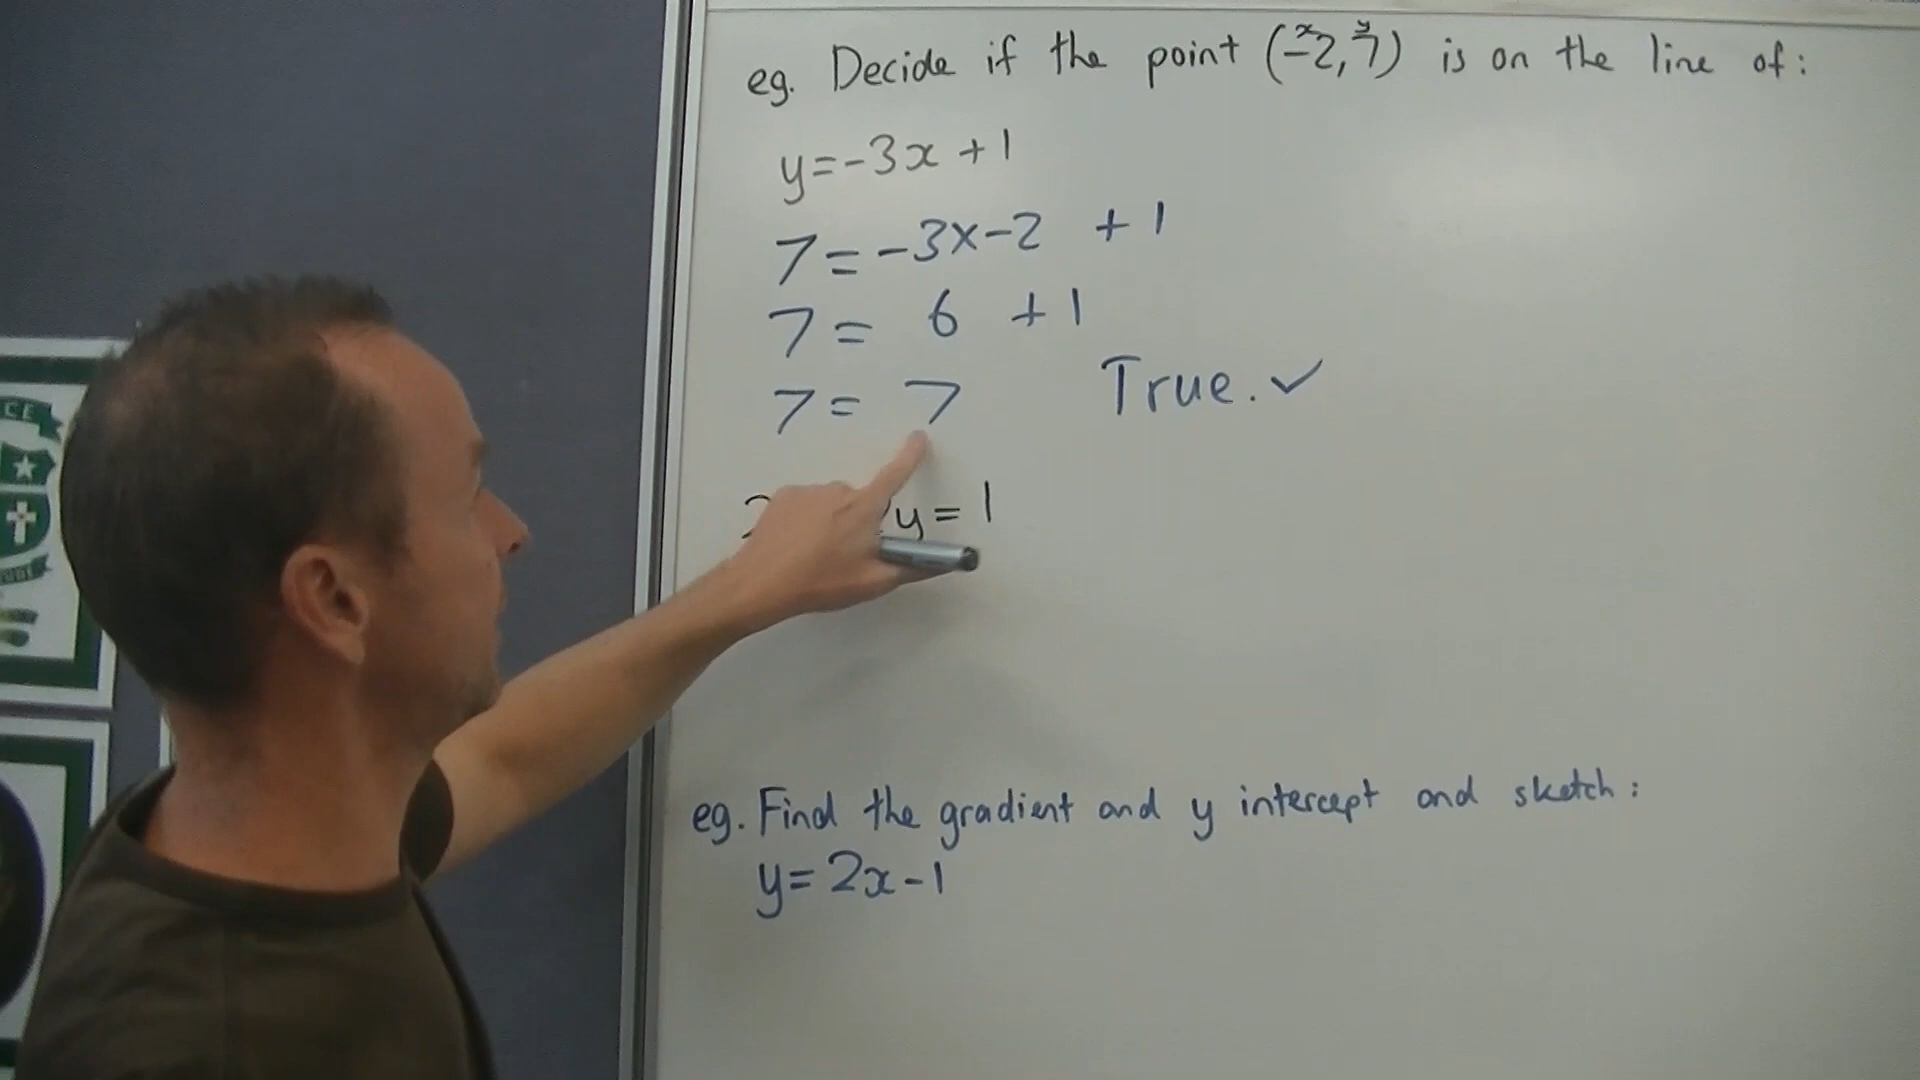 eg. Decide if the point (-2, 7) is on the line of:
x y
y=-3x+1
7=-3x-2 +1
7= 6 +1
7= 7 True. ✓
y=1
eg. Find the gradient and y intercept and sketch:
y=2x-1
CE